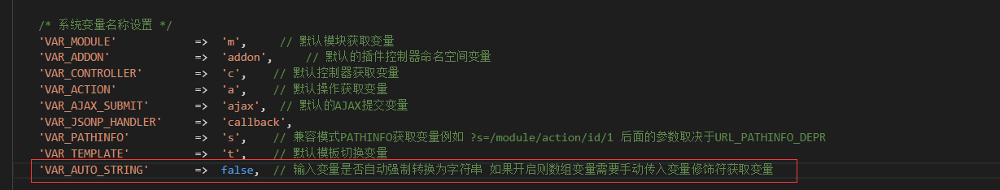 /* 系统变量名称设置 */
'VAR_MODULE' => 'm', // 默认模块获取变量
'VAR_ADDON' => 'addon', // 默认的插件控制器命名空间变量
'VAR_CONTROLLER' => 'c', // 默认控制器获取变量
'VAR_ACTION' => 'a', // 默认操作获取变量
'VAR_AJAX_SUBMIT' => 'ajax', // 默认的AJAX提交变量
'VAR_JSONP_HANDLER' => 'callback',
'VAR_PATHINFO' => 's', // 兼容模式PATHINFO获取变量例如 ?s=/module/action/id/1 后面的参数取决于URL_PATHINFO_DEPR
'VAR_TEMPLATE' => 't', // 默认模板切换变量
'VAR_AUTO_STRING' => false, // 输入变量是否自动强制转换为字符串 如果开启则数组变量需要手动传入变量修饰符获取变量